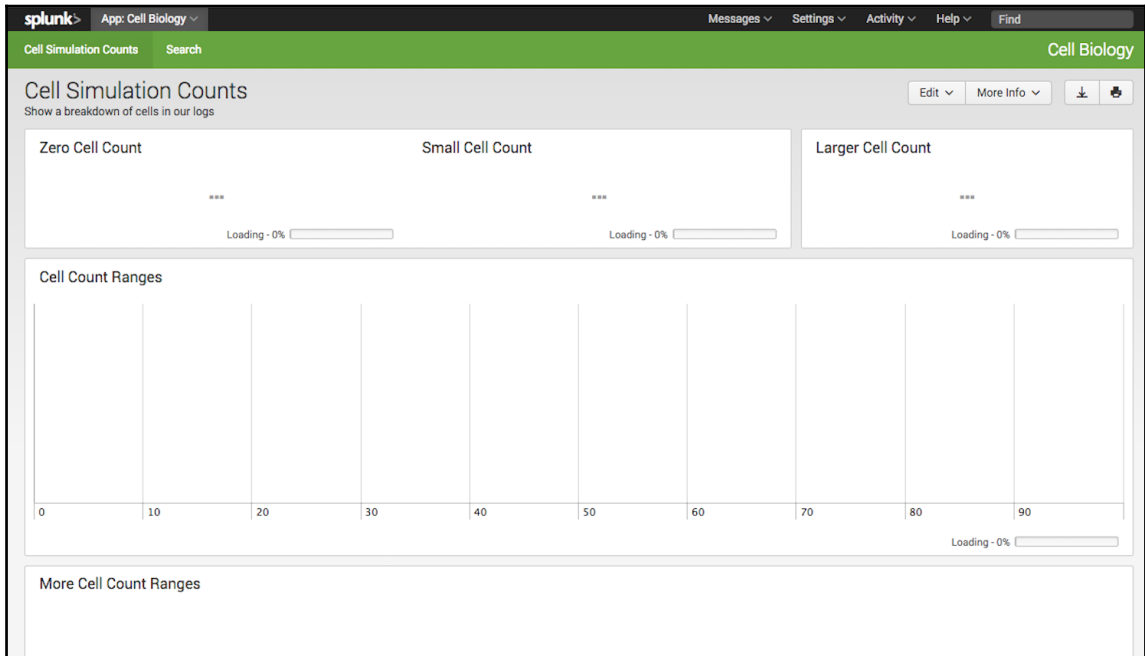 splunk> App: Cell Biology Messages Settings Activity Help Find
Cell Simulation Counts Search Cell Biology
Cell Simulation Counts Edit More Info
Show a breakdown of cells in our logs
Zero Cell Count Small Cell Count Larger Cell Count
... ... ...
Loading - 0% Loading - 0% Loading - 0%
Cell Count Ranges
0 10 20 30 40 50 60 70 80 90
Loading - 0%
More Cell Count Ranges